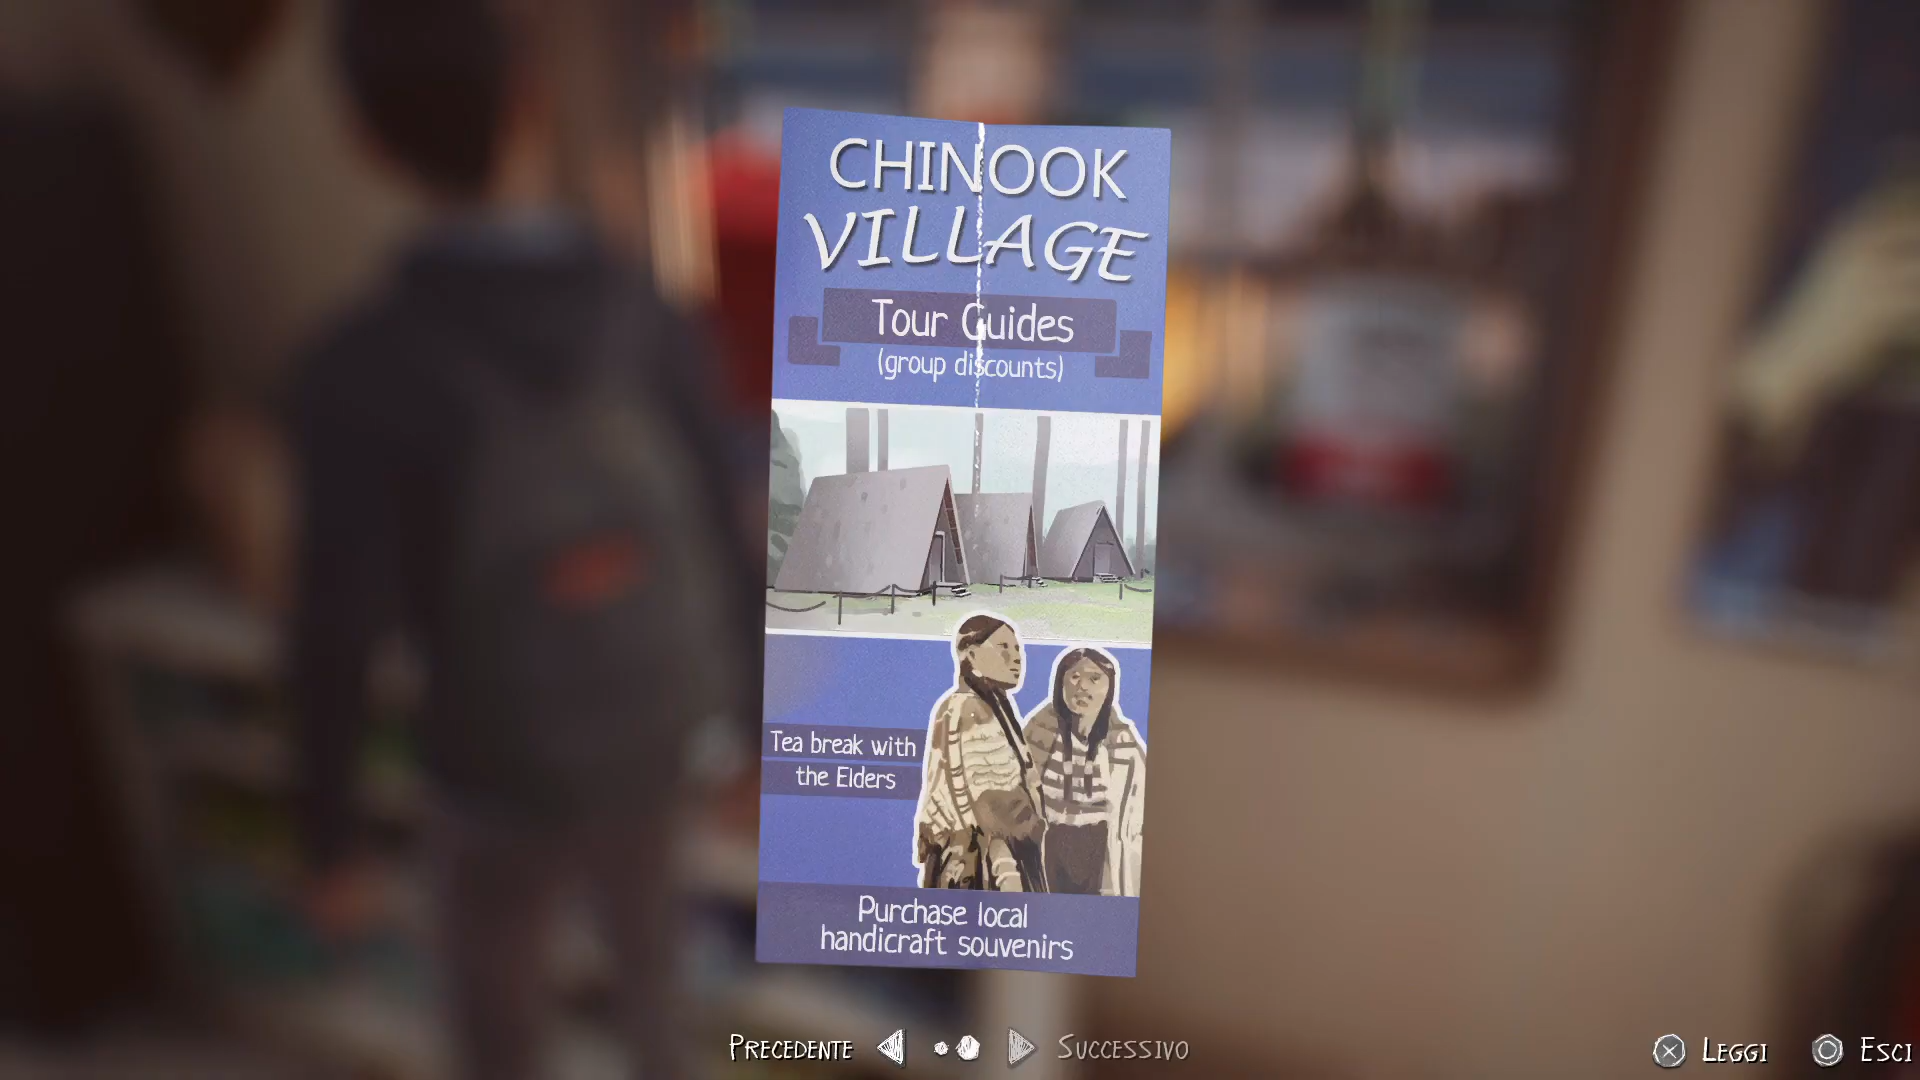 CHINOOK
VILLAGE
Tour Guides
(group discounts)
Tea break with
the Elders
Purchase local
handicraft souvenirs
PRECEDENTE
SUCCESSIVO
LEGGI
ESCI